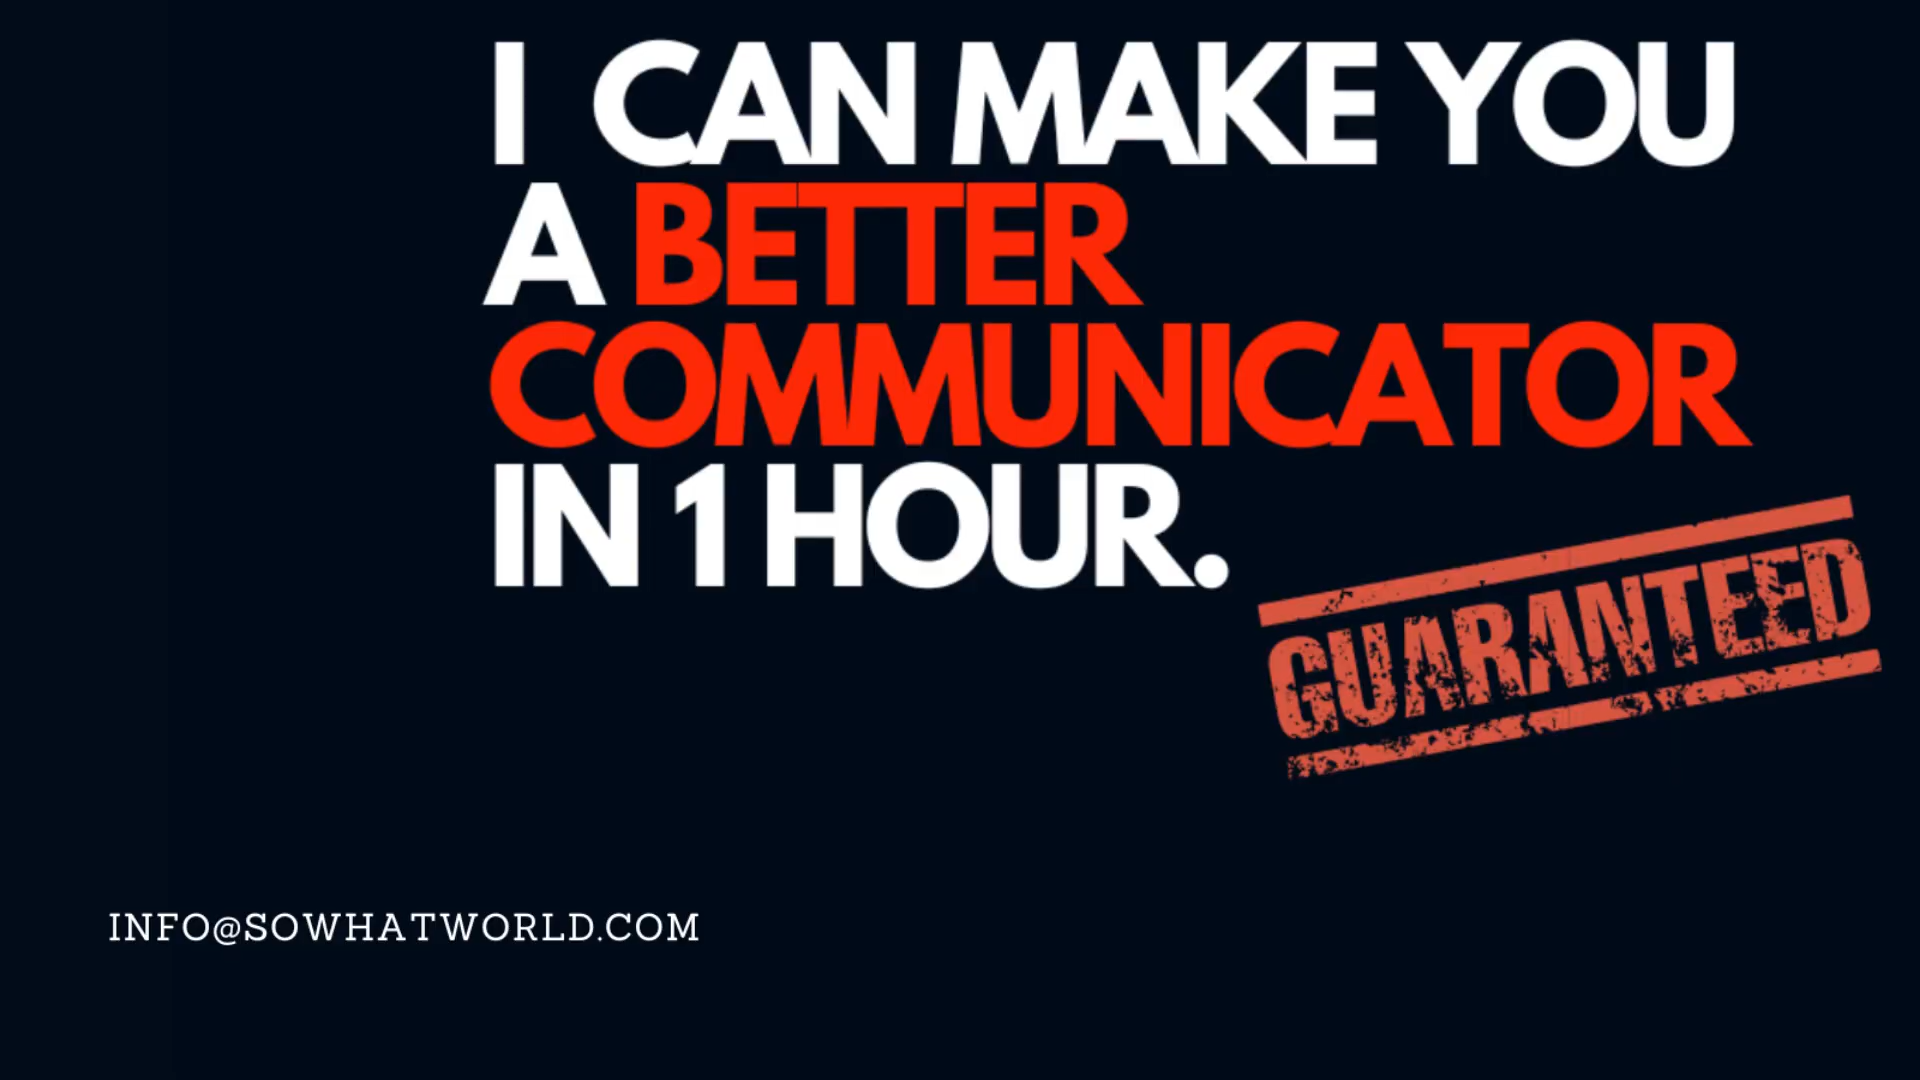 I CAN MAKE YOU
A BETTER
COMMUNICATOR
IN 1 HOUR.
GUARANTEED
INFO@SOWHATWORLD.COM